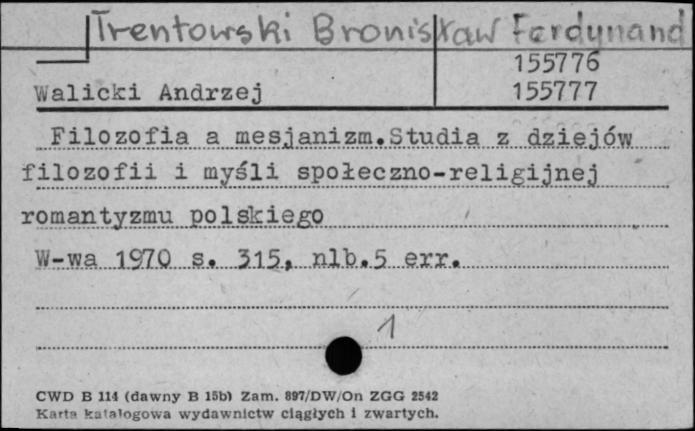 Trentowski Bronisław Ferdynand
155776
Walicki Andrzej 155777
Filozofia a mesjanizm.Studia z dziejów
filozofii i myśli społeczno-religijnej
romantyzmu polskiego
W-wa 1970 s. 315, nlb.5 err.
1
CWD B 114 (dawny B 15b) Zam. 897/DW/On ZGG 2542
Karta katalogowa wydawnictw ciągłych i zwartych.